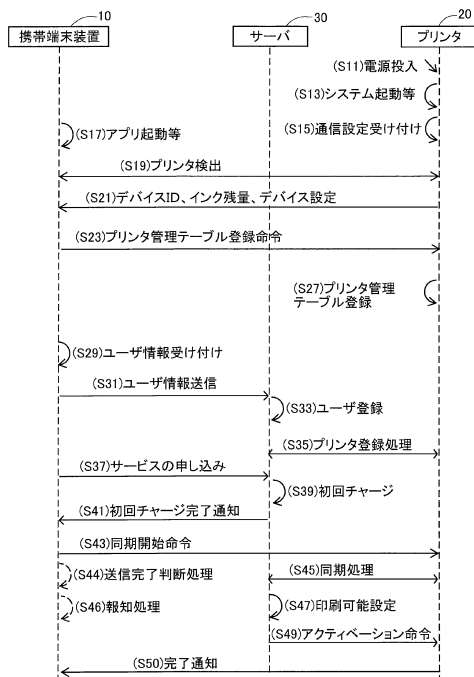 10
30
20
携帯端末装置
サーバ
プリンタ
(S11)電源投入
(S13)システム起動等
(S15)通信設定受け付け
(S17)アプリ起動等
(S19)プリンタ検出
(S21)デバイスID、インク残量、デバイス設定
(S23)プリンタ管理テーブル登録命令
(S27)プリンタ管理
テーブル登録
(S29)ユーザ情報受け付け
(S31)ユーザ情報送信
(S33)ユーザ登録
(S35)プリンタ登録処理
(S37)サービスの申し込み
(S39)初回チャージ
(S41)初回チャージ完了通知
(S43)同期開始命令
(S44)送信完了判断処理
(S45)同期処理
(S46)報知処理
(S47)印刷可能設定
(S49)アクティベーション命令
(S50)完了通知